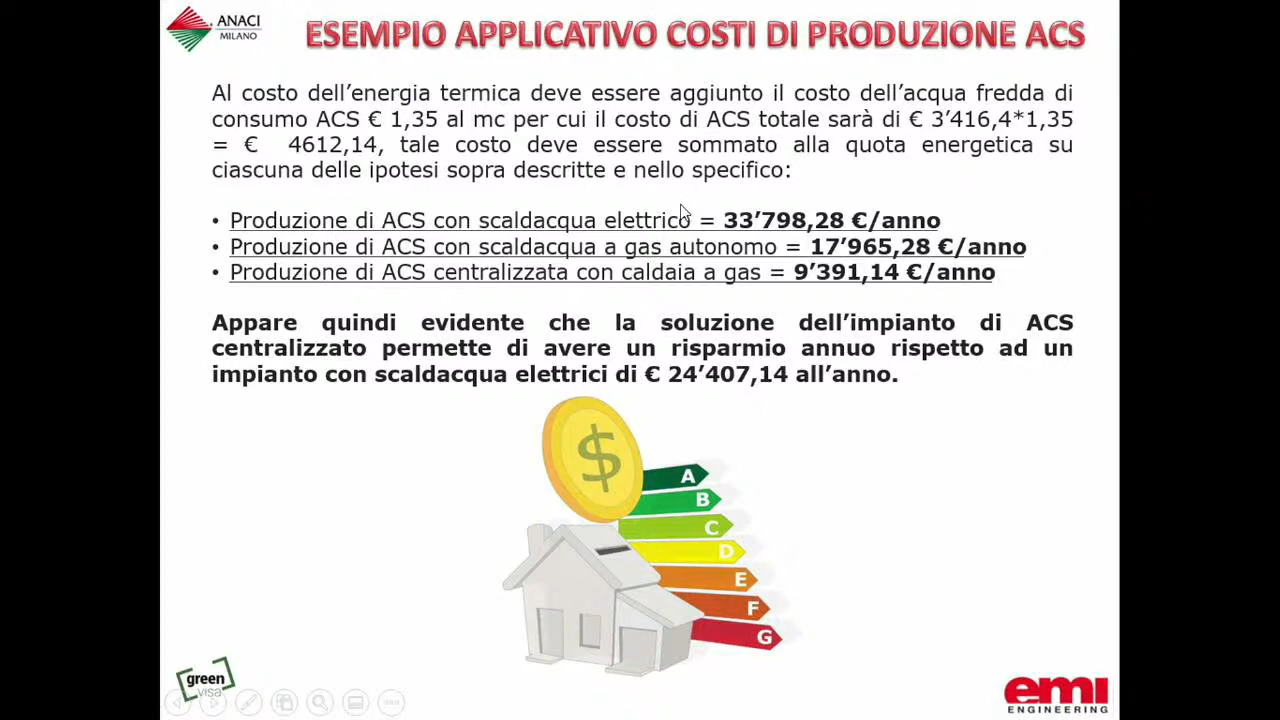 ANACI
MILANO
ESEMPIO APPLICATIVO COSTI DI PRODUZIONE ACS
Al costo dell’energia termica deve essere aggiunto il costo dell’acqua fredda di
consumo ACS € 1,35 al mc per cui il costo di ACS totale sarà di € 3’416,4*1,35
= € 4612,14, tale costo deve essere sommato alla quota energetica su
ciascuna delle ipotesi sopra descritte e nello specifico:
• Produzione di ACS con scaldacqua elettrico = 33’798,28 €/anno
• Produzione di ACS con scaldacqua a gas autonomo = 17’965,28 €/anno
• Produzione di ACS centralizzata con caldaia a gas = 9’391,14 €/anno
Appare quindi evidente che la soluzione dell’impianto di ACS
centralizzato permette di avere un risparmio annuo rispetto ad un
impianto con scaldacqua elettrici di € 24’407,14 all’anno.
$
A
B
C
D
E
F
G
green
visa
emi
ENGINEERING